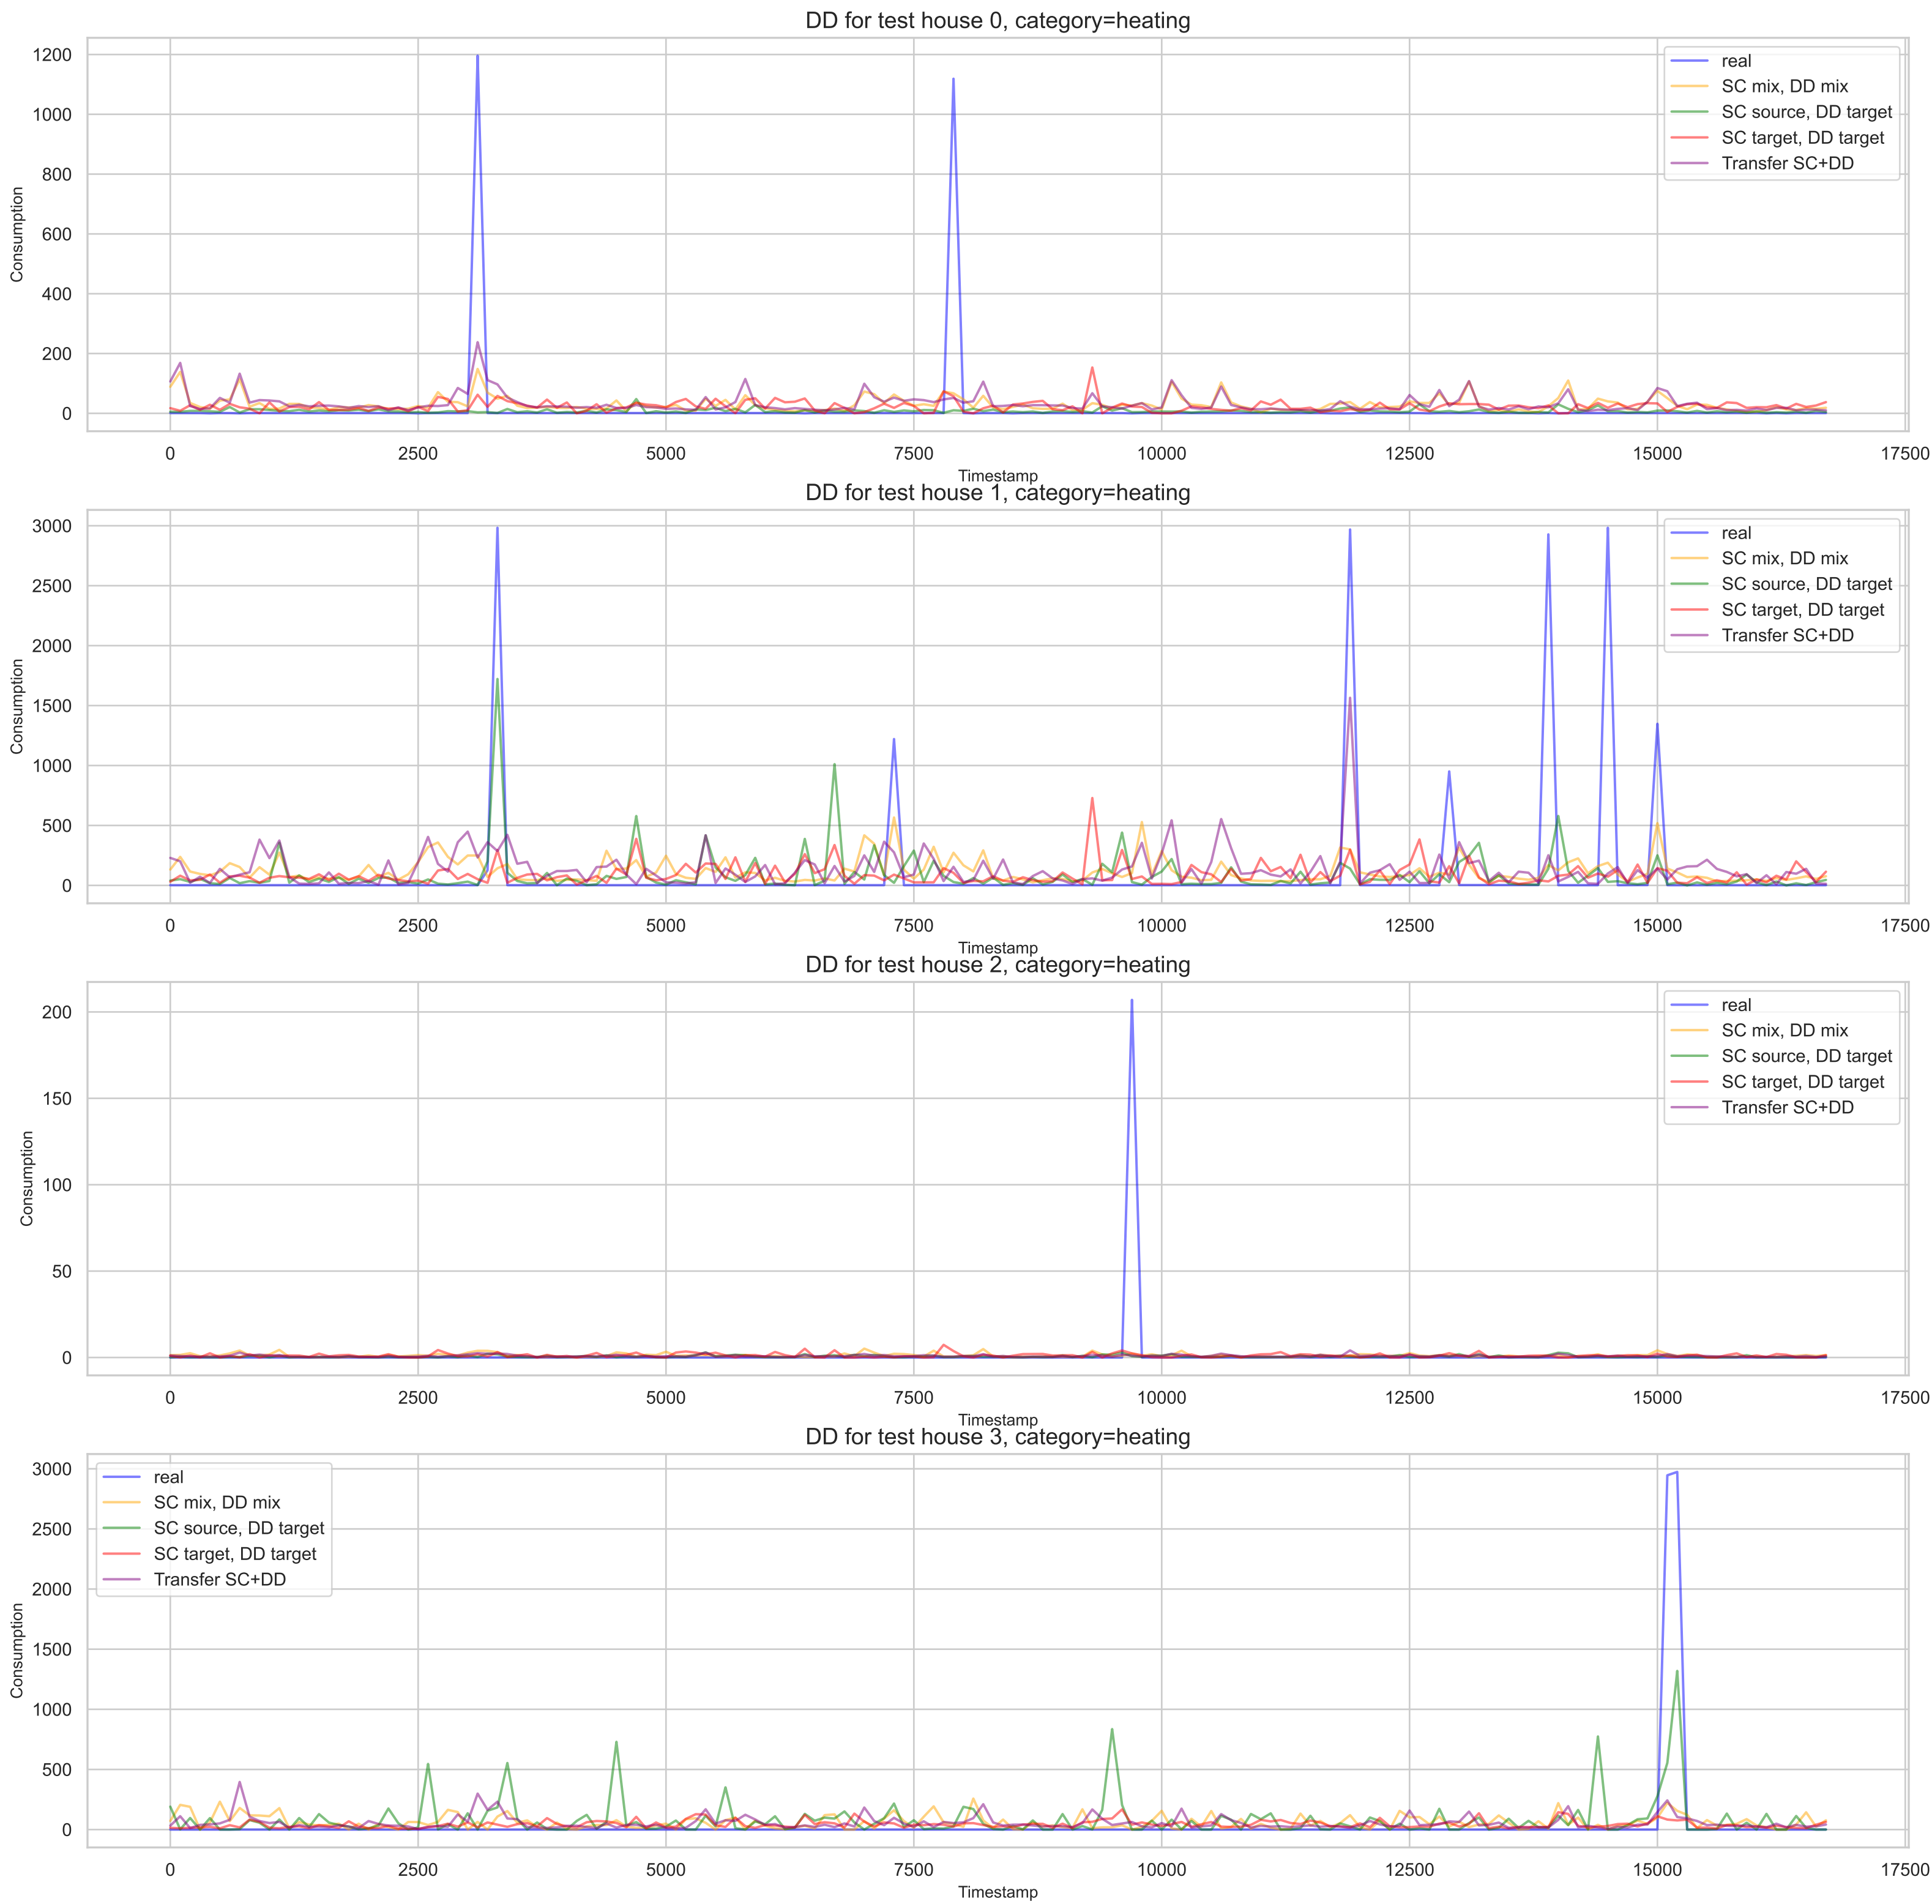 DD for test house 0, category=heating
1200
1000
800
600
400
200
0
Consumption
real
SC mix, DD mix
SC source, DD target
SC target, DD target
Transfer SC+DD
0 2500 5000 7500 10000 12500 15000 17500
Timestamp
DD for test house 1, category=heating
3000
2500
2000
1500
1000
500
0
Consumption
real
SC mix, DD mix
SC source, DD target
SC target, DD target
Transfer SC+DD
0 2500 5000 7500 10000 12500 15000 17500
Timestamp
DD for test house 2, category=heating
200
150
100
50
0
Consumption
real
SC mix, DD mix
SC source, DD target
SC target, DD target
Transfer SC+DD
0 2500 5000 7500 10000 12500 15000 17500
Timestamp
DD for test house 3, category=heating
3000
2500
2000
1500
1000
500
0
Consumption
real
SC mix, DD mix
SC source, DD target
SC target, DD target
Transfer SC+DD
0 2500 5000 7500 10000 12500 15000 17500
Timestamp